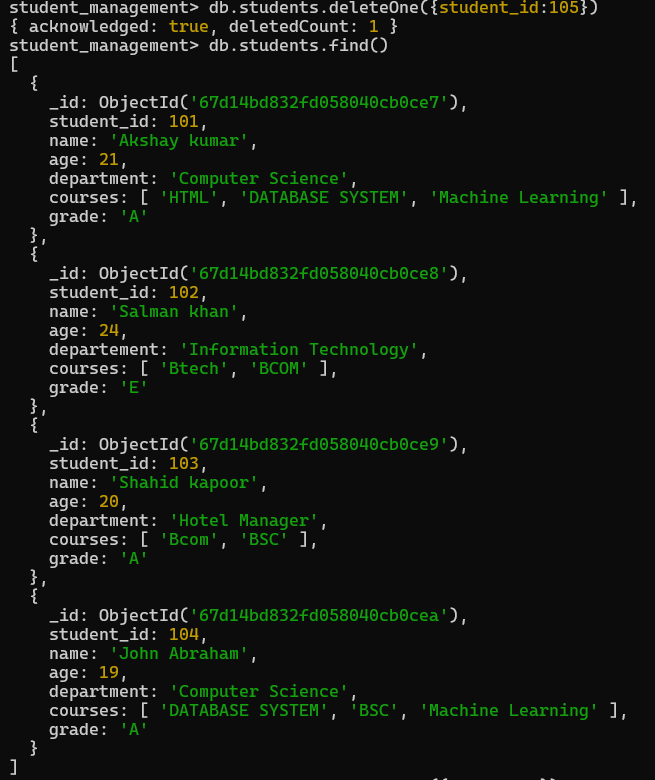 student_management> db.students.deleteOne({student_id:105})
{ acknowledged: true, deletedCount: 1 }
student_management> db.students.find()
[
  {
    _id: ObjectId('67d14bd832fd058040cb0ce7'),
    student_id: 101,
    name: 'Akshay kumar',
    age: 21,
    department: 'Computer Science',
    courses: [ 'HTML', 'DATABASE SYSTEM', 'Machine Learning' ],
    grade: 'A'
  },
  {
    _id: ObjectId('67d14bd832fd058040cb0ce8'),
    student_id: 102,
    name: 'Salman khan',
    age: 24,
    departement: 'Information Technology',
    courses: [ 'Btech', 'BCOM' ],
    grade: 'E'
  },
  {
    _id: ObjectId('67d14bd832fd058040cb0ce9'),
    student_id: 103,
    name: 'Shahid kapoor',
    age: 20,
    department: 'Hotel Manager',
    courses: [ 'Bcom', 'BSC' ],
    grade: 'A'
  },
  {
    _id: ObjectId('67d14bd832fd058040cb0cea'),
    student_id: 104,
    name: 'John Abraham',
    age: 19,
    department: 'Computer Science',
    courses: [ 'DATABASE SYSTEM', 'BSC', 'Machine Learning' ],
    grade: 'A'
  }
]